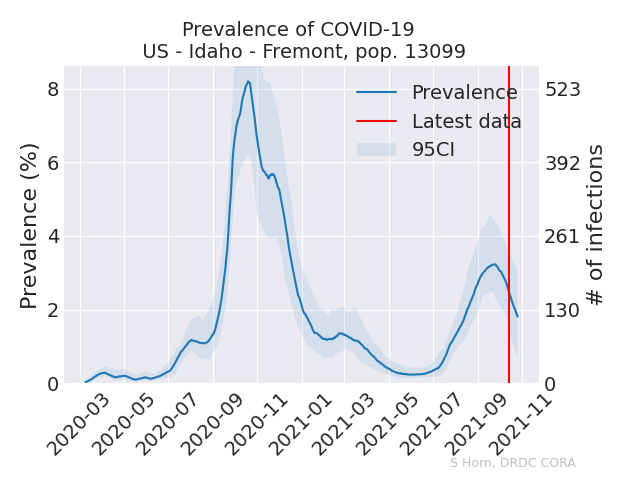 Prevalence of COVID-19
US - Idaho - Fremont, pop. 13099
Prevalence (%)
8
6
4
2
0
Prevalence
Latest data
95CI
523
392
261
130
0
# of infections
2020-03
2020-05
2020-07
2020-09
2020-11
2021-01
2021-03
2021-05
2021-07
2021-09
2021-11
S Horn, DRDC CORA